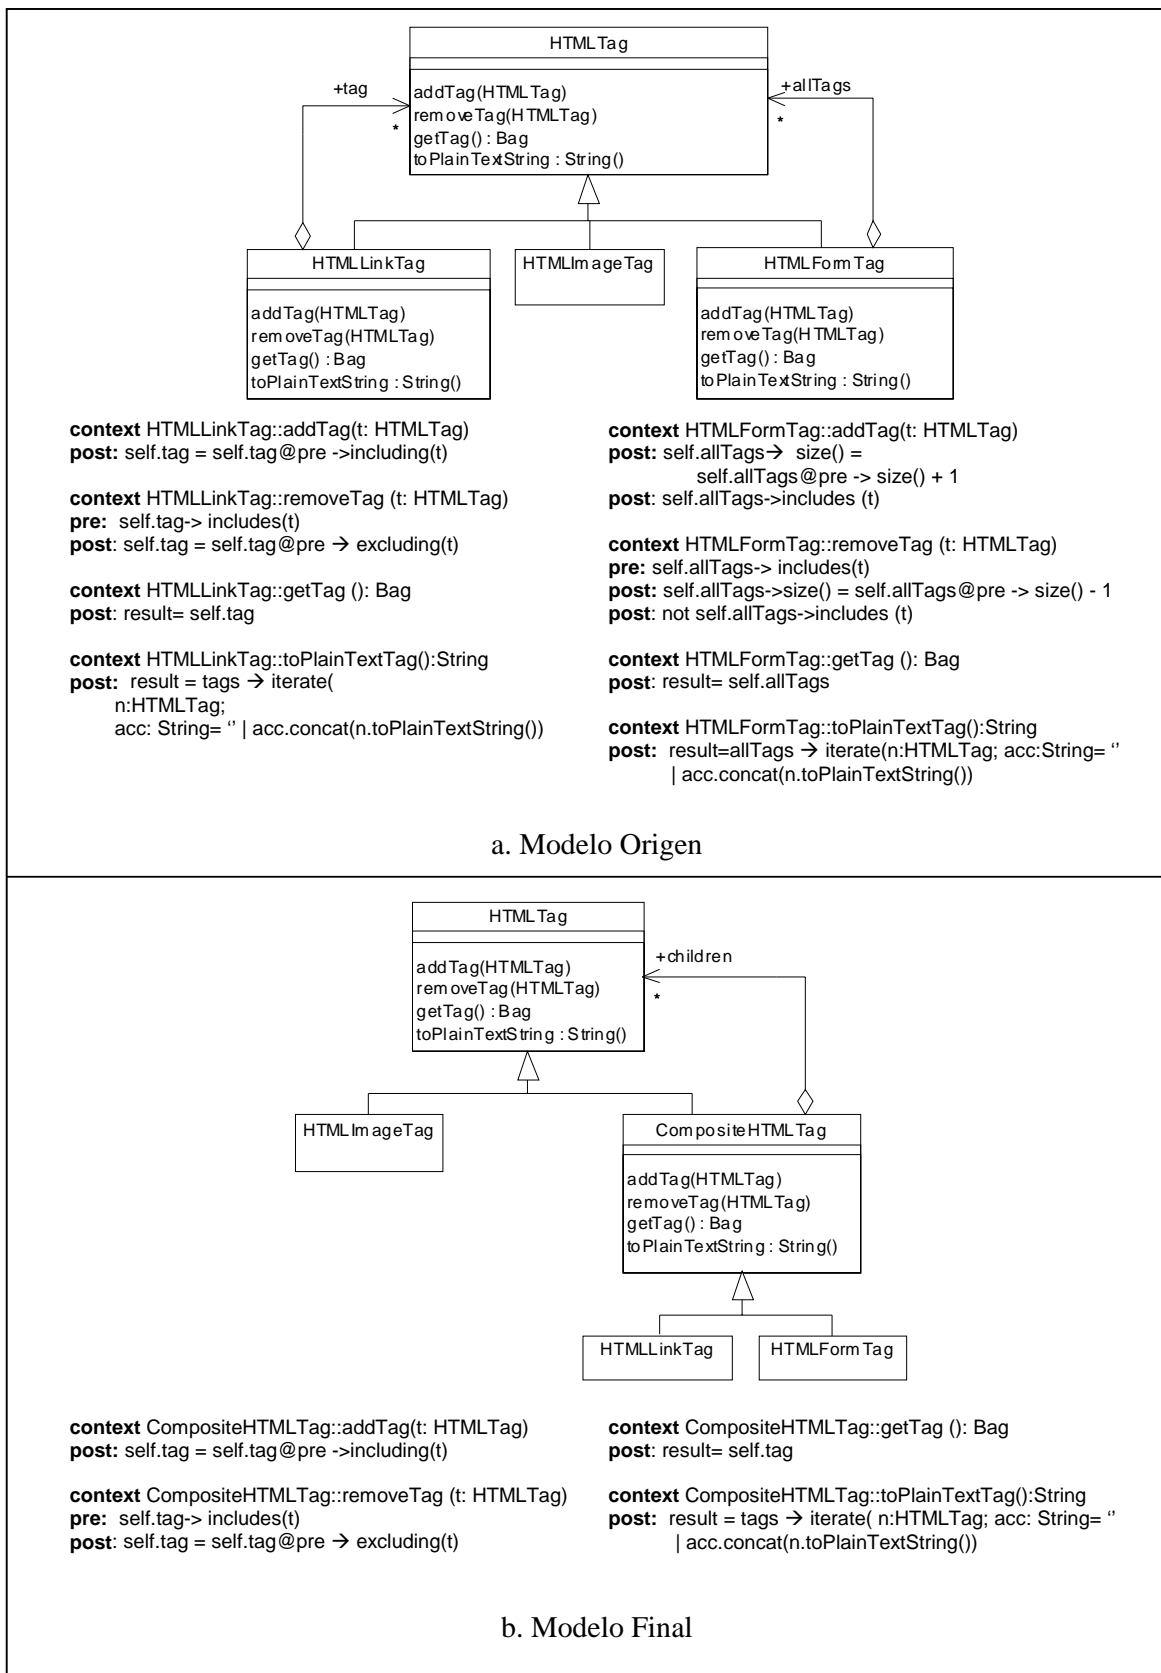 HTMLTag
addTag(HTMLTag)
removeTag(HTMLTag)
getTag() : Bag
toPlainTextString : String()
+tag
*
+allTags
*
HTMLLinkTag
addTag(HTMLTag)
removeTag(HTMLTag)
getTag() : Bag
toPlainTextString : String()
HTMLImageTag
HTMLFormTag
addTag(HTMLTag)
removeTag(HTMLTag)
getTag() : Bag
toPlainTextString : String()
context HTMLLinkTag::addTag(t: HTMLTag)
post: self.tag = self.tag@pre ->including(t)
context HTMLLinkTag::removeTag (t: HTMLTag)
pre: self.tag-> includes(t)
post: self.tag = self.tag@pre → excluding(t)
context HTMLLinkTag::getTag (): Bag
post: result= self.tag
context HTMLLinkTag::toPlainTextTag():String
post: result = tags → iterate(
n:HTMLTag;
acc: String= ‘’ | acc.concat(n.toPlainTextString())
context HTMLFormTag::addTag(t: HTMLTag)
post: self.allTags→ size() =
self.allTags@pre -> size() + 1
post: self.allTags->includes (t)
context HTMLFormTag::removeTag (t: HTMLTag)
pre: self.allTags-> includes(t)
post: self.allTags->size() = self.allTags@pre -> size() - 1
post: not self.allTags->includes (t)
context HTMLFormTag::getTag (): Bag
post: result= self.allTags
context HTMLFormTag::toPlainTextTag():String
post: result=allTags → iterate(n:HTMLTag; acc:String= ‘’
| acc.concat(n.toPlainTextString())
a. Modelo Origen
HTMLTag
addTag(HTMLTag)
removeTag(HTMLTag)
getTag() : Bag
toPlainTextString : String()
+children
*
HTMLImageTag
CompositeHTMLTag
addTag(HTMLTag)
removeTag(HTMLTag)
getTag() : Bag
toPlainTextString : String()
HTMLLinkTag
HTMLFormTag
context CompositeHTMLTag::addTag(t: HTMLTag)
post: self.tag = self.tag@pre ->including(t)
context CompositeHTMLTag::removeTag (t: HTMLTag)
pre: self.tag-> includes(t)
post: self.tag = self.tag@pre → excluding(t)
context CompositeHTMLTag::getTag (): Bag
post: result= self.tag
context CompositeHTMLTag::toPlainTextTag():String
post: result = tags → iterate( n:HTMLTag; acc: String= ‘’
| acc.concat(n.toPlainTextString())
b. Modelo Final